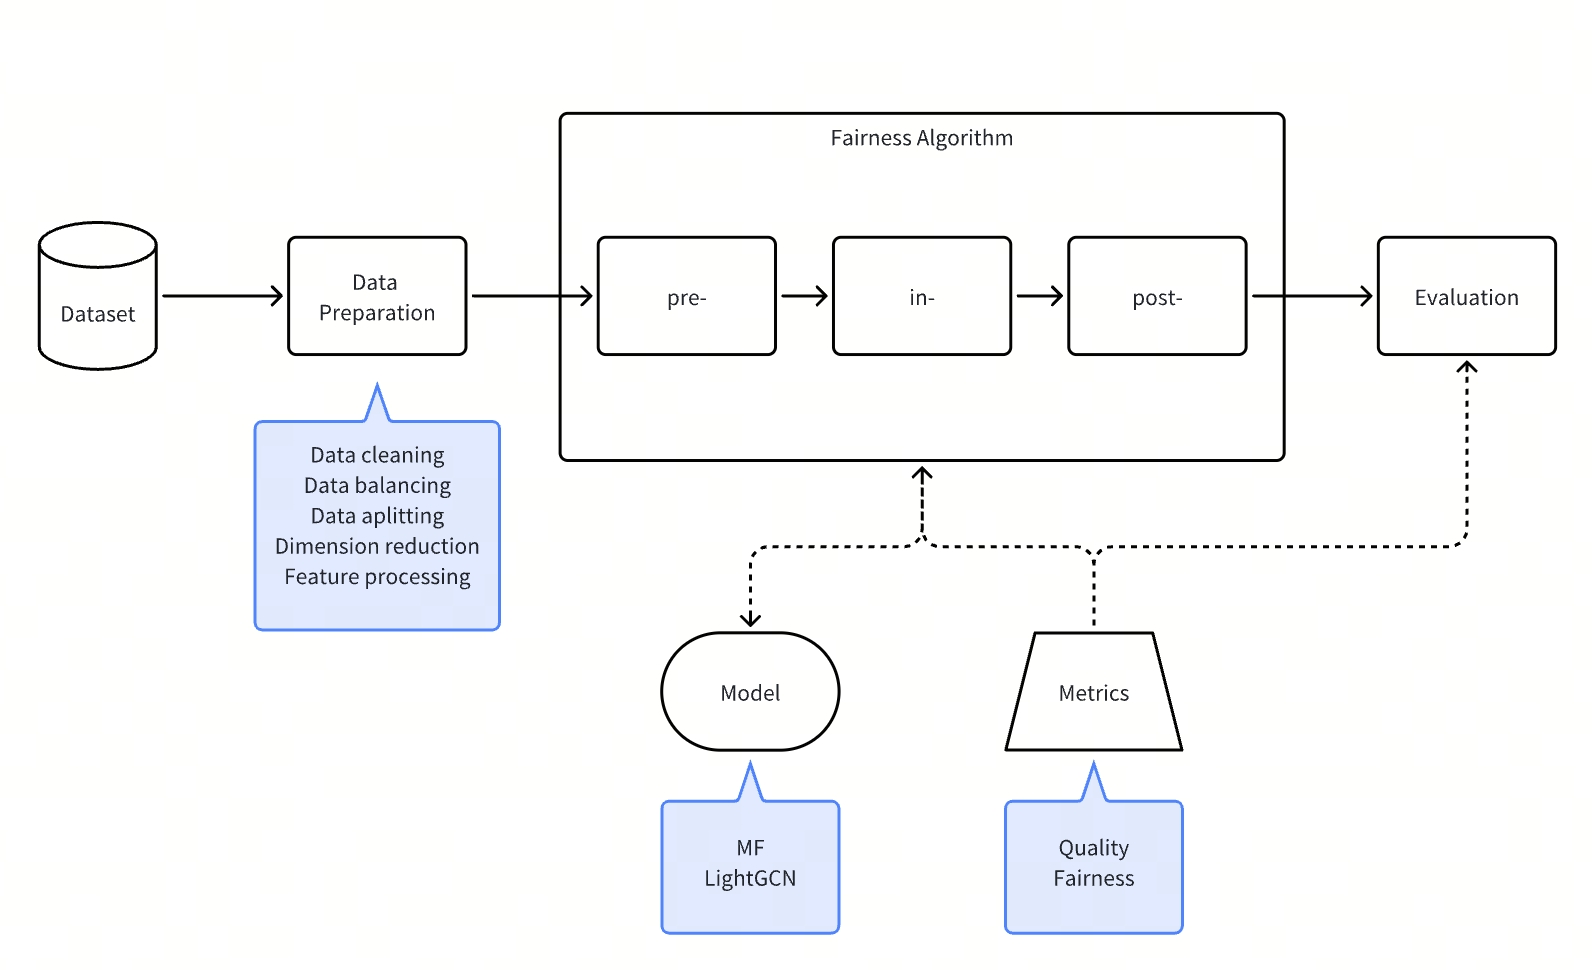 Fairness Algorithm
Dataset
Data
Preparation
pre-
in-
post-
Evaluation
Data cleaning
Data balancing
Data aplitting
Dimension reduction
Feature processing
Model
Metrics
MF
LightGCN
Quality
Fairness